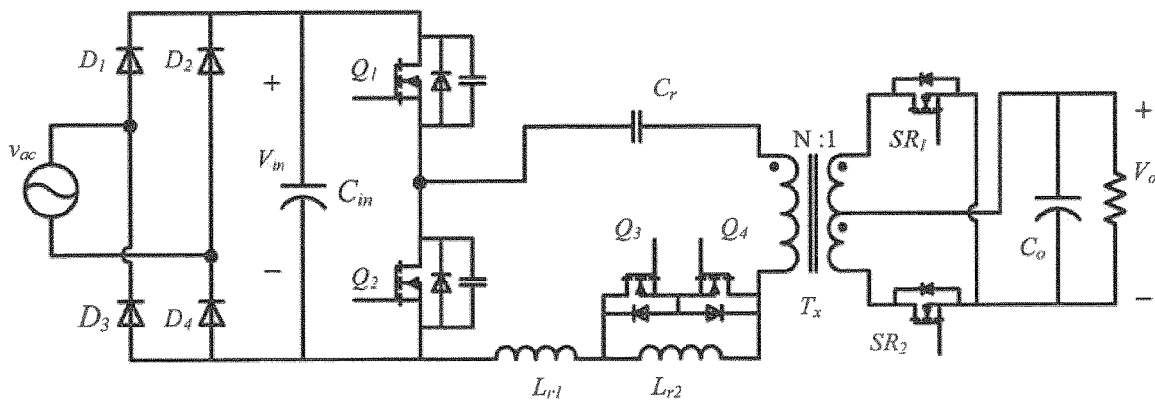 D1
D2
Q1
Cr
N :1
SR1
+
+
vac
Vin
Cin
Vo
Q3
Q4
Co
−
Q2
Tx
−
D3
D4
SR2
Lr1
Lr2